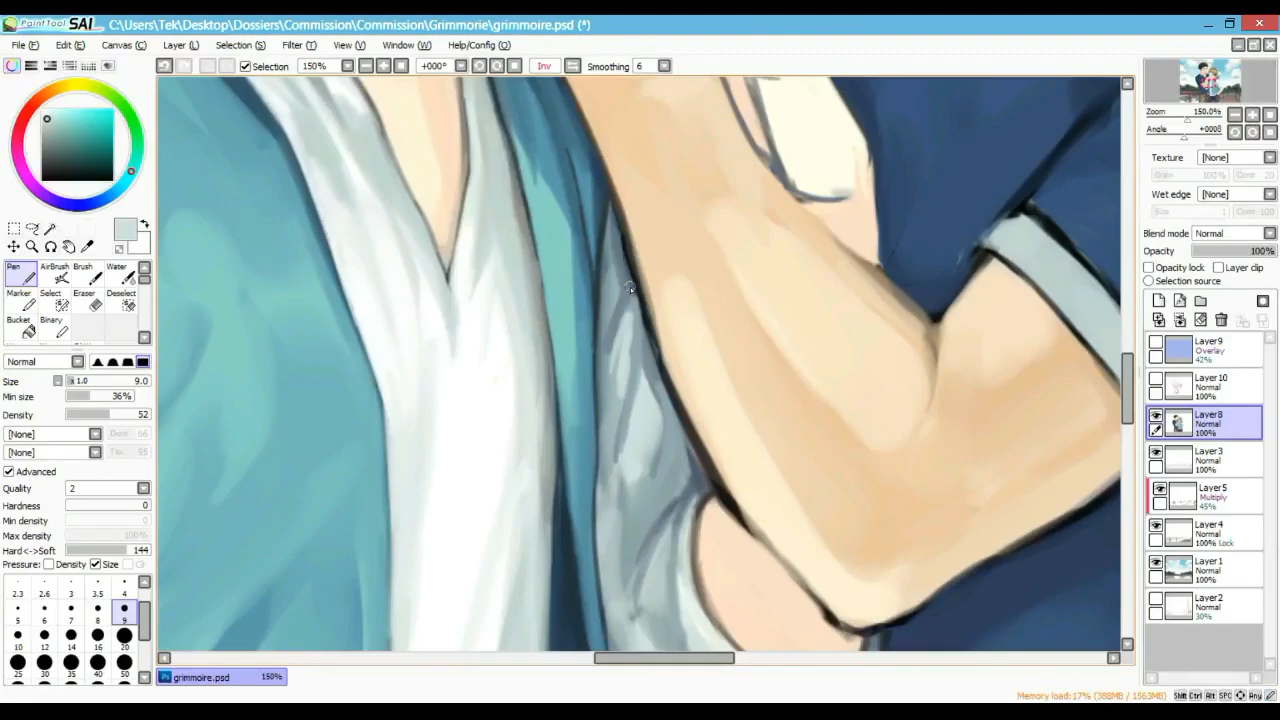 PaintTool SAI C:\Users\Tek\Desktop\Dossiers\Commission\Commission\Grimmorie\grimmoire.psd (*)
File (F) Edit (E) Canvas (C) Layer (L) Selection (S) Filter (T) View (V) Window (W) Help/Config (O)
Selection 150% +000° Inv Smoothing 6
Zoom 150.0%
Angle +000θ
Texture [None]
Wet edge [None]
Blend mode Normal
Opacity 100%
Opacity lock Layer clip
Selection source
Pen AirBrush Brush Water
Marker Select Eraser Deselect
Bucket Binary
Normal
Size x 1.0 9.0
Min size 36%
Density 52
[None]
[None]
Advanced
Quality 2
Hardness 0
Min density 0
Max density 100%
Hard<->Soft 144
Pressure: Density Size
2.3 2.6 3 3.5 4
5 6 7 8 9
10 12 14 16 20
25 30 35 40 50
Layer9
Overlay
42%
Layer10
Normal
100%
Layer8
Normal
100%
Layer3
Normal
100%
Layer5
Multiply
45%
Layer4
Normal
100% Lock
Layer1
Normal
100%
Layer2
Normal
30%
grimmoire.psd 150%
Memory load:17% (388MB / 1563MB) Shift Ctrl Alt SPC Any